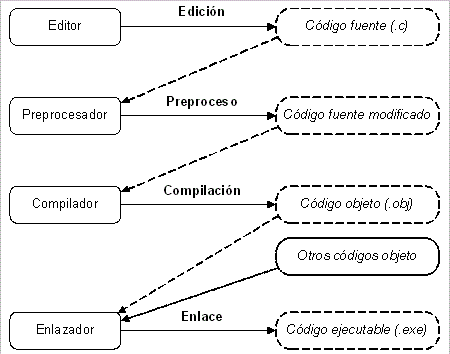 Editor
Edición
Código fuente (.c)
Preprocesador
Preproceso
Código fuente modificado
Compilador
Compilación
Código objeto (.obj)
Otros códigos objeto
Enlazador
Enlace
Código ejecutable (.exe)